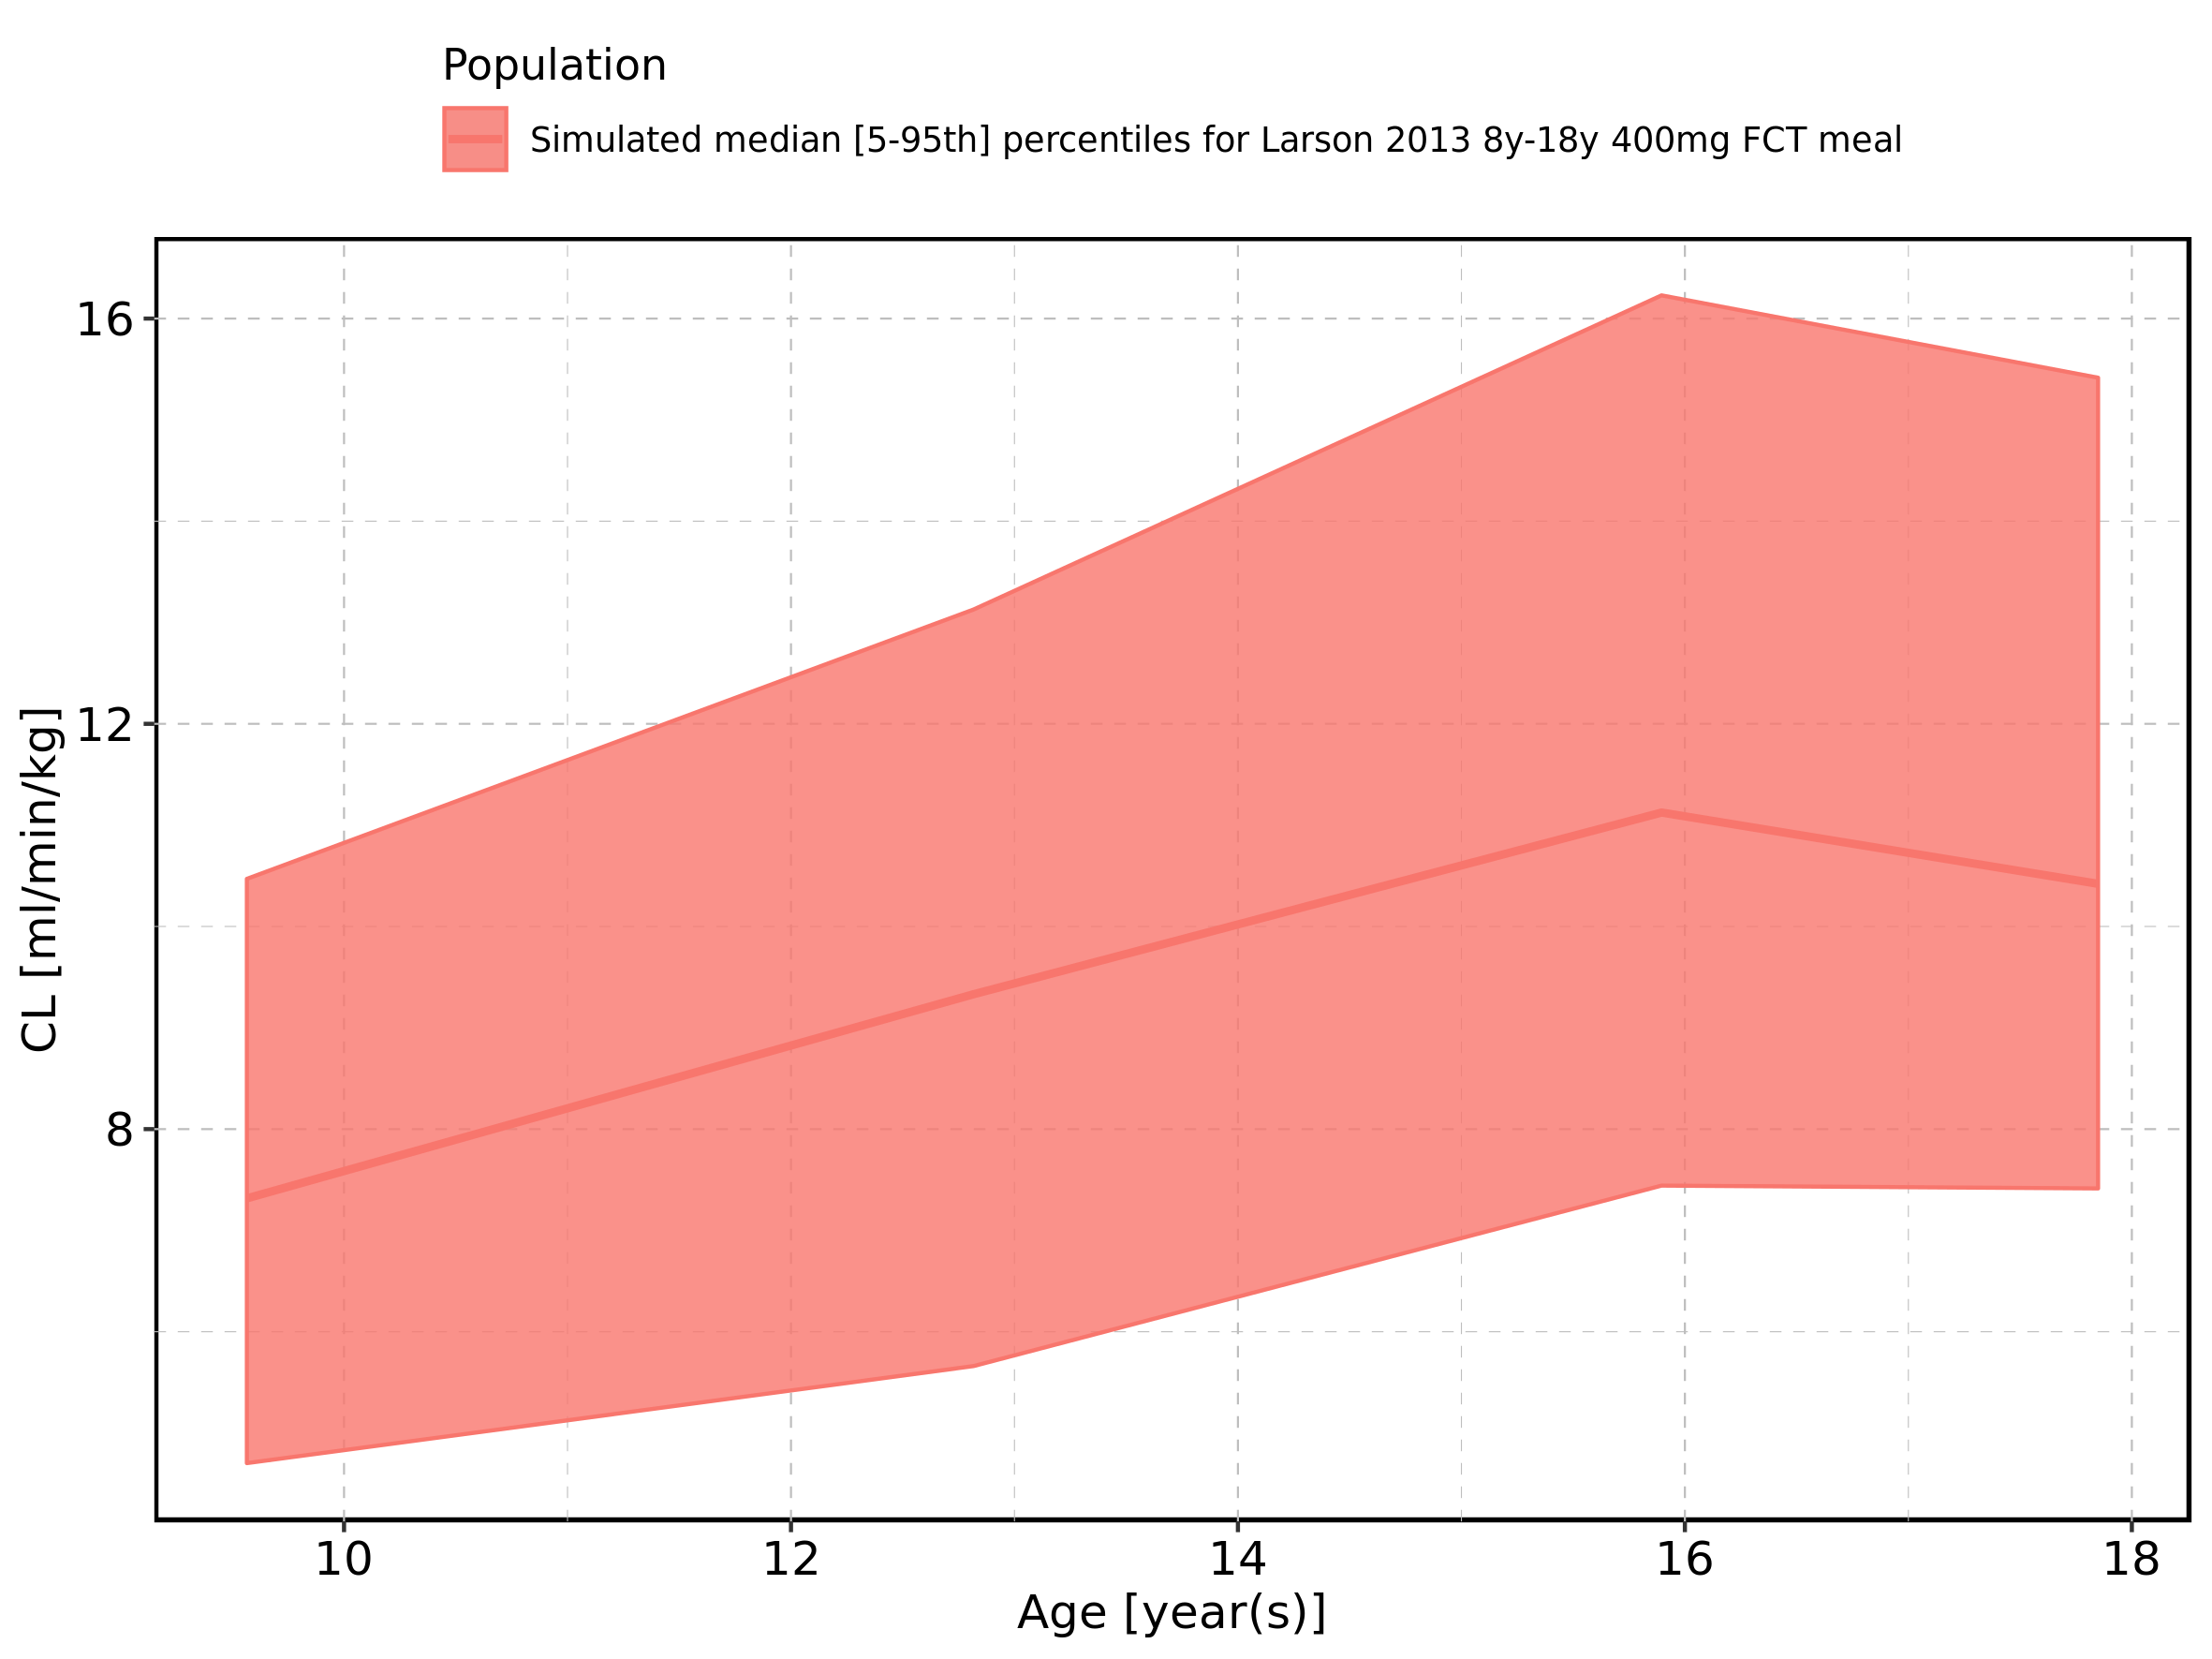 Population
Simulated median [5-95th] percentiles for Larson 2013 8y-18y 400mg FCT meal
16
12
8
CL [ml/min/kg]
10 12 14 16 18
Age [year(s)]